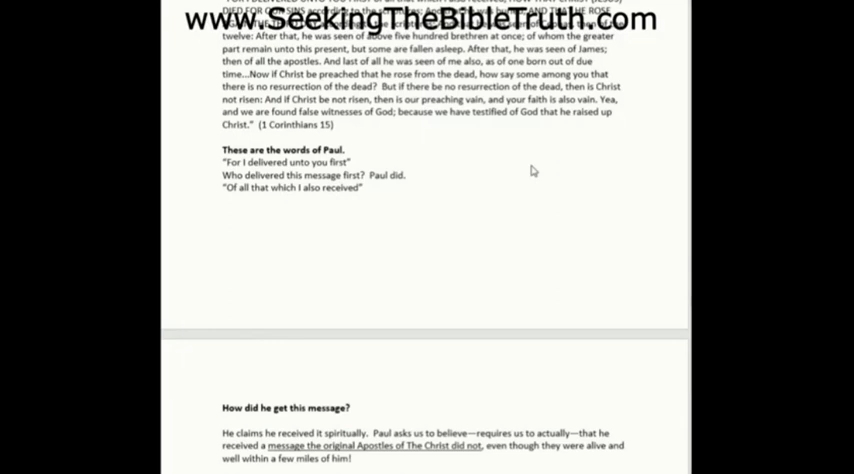 www.SeekingTheBibleTruth.com
DIED FOR OUR SINS according to the scriptures: And
twelve: After that, he was seen of above five hundred brethren at once; of whom the greater
part remain unto this present, but some are fallen asleep. After that, he was seen of James;
then of all the apostles. And last of all he was seen of me also, as of one born out of due
time...Now if Christ be preached that he rose from the dead, how say some among you that
there is no resurrection of the dead? But if there be no resurrection of the dead, then is Christ
not risen: And if Christ be not risen, then is our preaching vain, and your faith is also vain. Yea,
and we are found false witnesses of God; because we have testified of God that he raised up
Christ." (1 Corinthians 15)
These are the words of Paul.
"For I delivered unto you first"
Who delivered this message first? Paul did.
"Of all that which I also received"
How did he get this message?
He claims he received it spiritually. Paul asks us to believe—requires us to actually—that he
received a message the original Apostles of The Christ did not, even though they were alive and
well within a few miles of him!